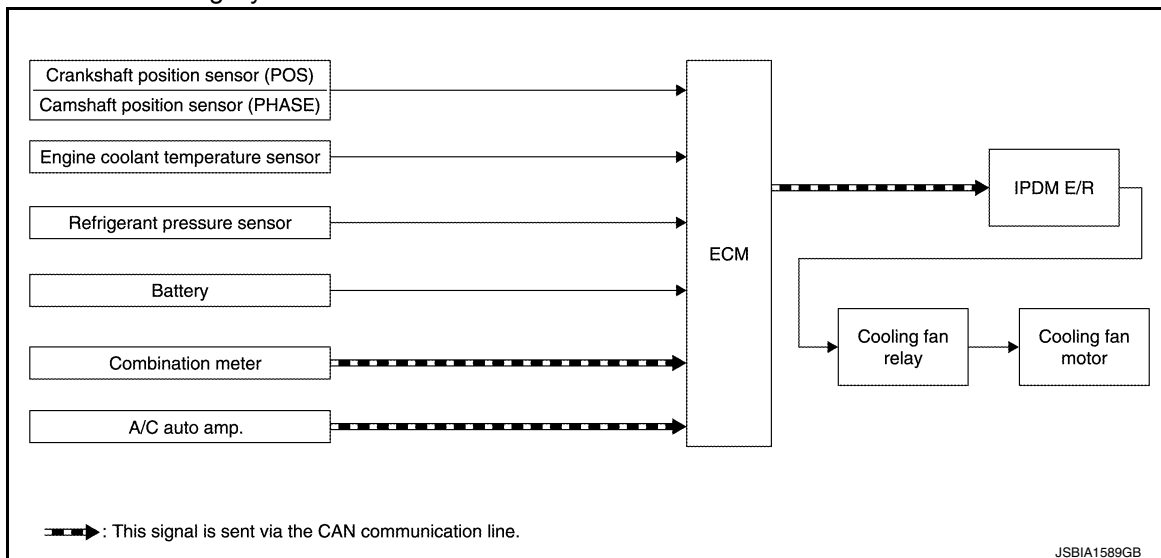 Crankshaft position sensor (POS)
Camshaft position sensor (PHASE)
Engine coolant temperature sensor
Refrigerant pressure sensor
Battery
Combination meter
A/C auto amp.
ECM
IPDM E/R
Cooling fan
relay
Cooling fan
motor
: This signal is sent via the CAN communication line.
JSBIA1589GB